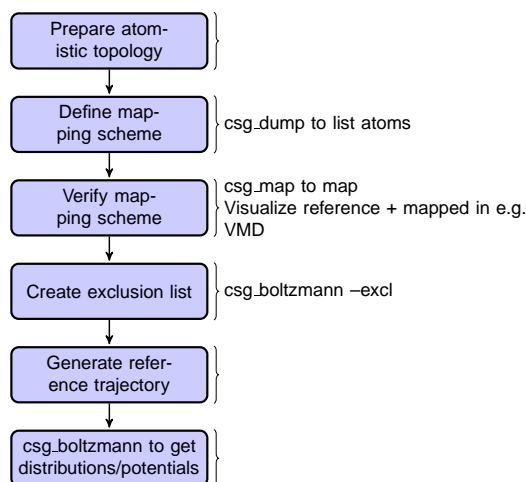 Prepare atom-
istic topology
Define map-
ping scheme
csg_dump to list atoms
Verify map-
ping scheme
csg_map to map
Visualize reference + mapped in e.g.
VMD
Create exclusion list
csg_boltzmann –excl
Generate refer-
ence trajectory
csg_boltzmann to get
distributions/potentials